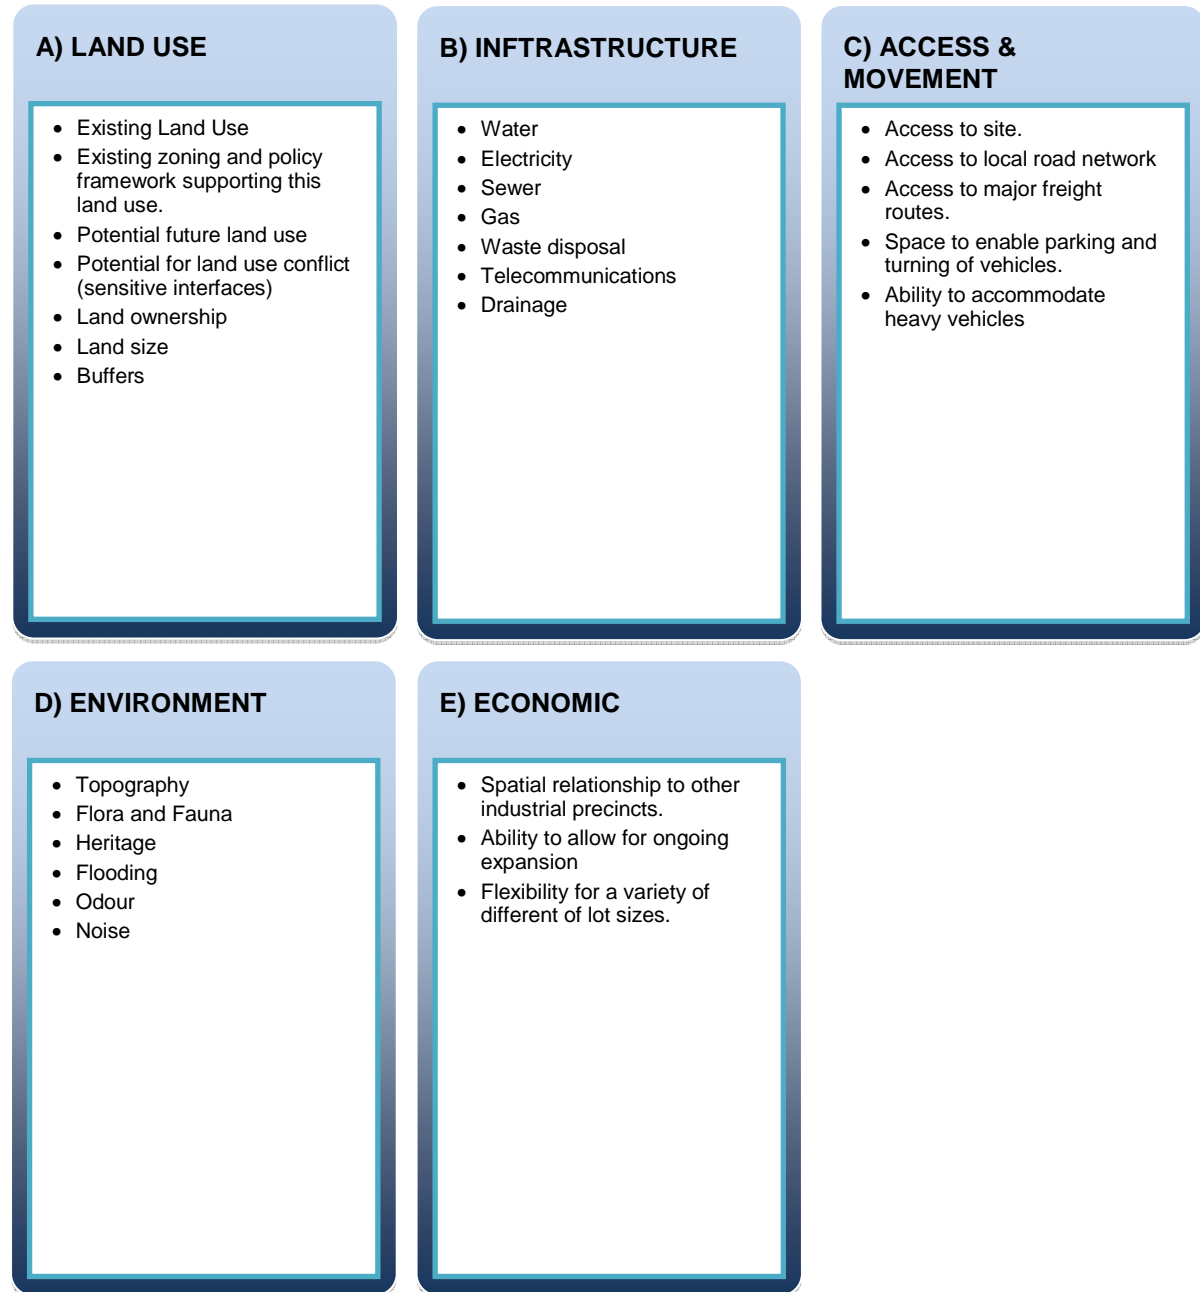 A) LAND USE
• Existing Land Use
• Existing zoning and policy
framework supporting this
land use.
• Potential future land use
• Potential for land use conflict
(sensitive interfaces)
• Land ownership
• Land size
• Buffers
B) INFTRASTRUCTURE
• Water
• Electricity
• Sewer
• Gas
• Waste disposal
• Telecommunications
• Drainage
C) ACCESS &
MOVEMENT
• Access to site.
• Access to local road network
• Access to major freight
routes.
• Space to enable parking and
turning of vehicles.
• Ability to accommodate
heavy vehicles
D) ENVIRONMENT
• Topography
• Flora and Fauna
• Heritage
• Flooding
• Odour
• Noise
E) ECONOMIC
• Spatial relationship to other
industrial precincts.
• Ability to allow for ongoing
expansion
• Flexibility for a variety of
different of lot sizes.